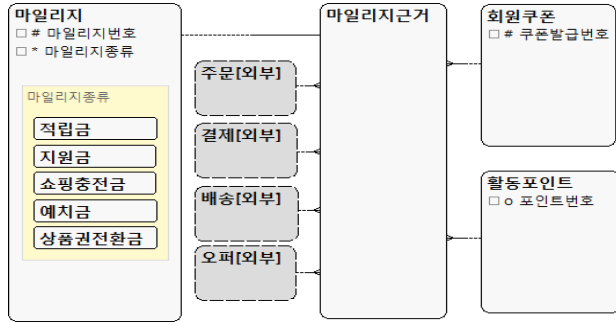 마일리지
# 마일리지번호
* 마일리지종류
마일리지종류
적립금
지원금
쇼핑충전금
예치금
상품권전환금
주문[외부]
결제[외부]
배송[외부]
오퍼[외부]
마일리지근거
회원쿠폰
# 쿠폰발급번호
활동포인트
o 포인트번호